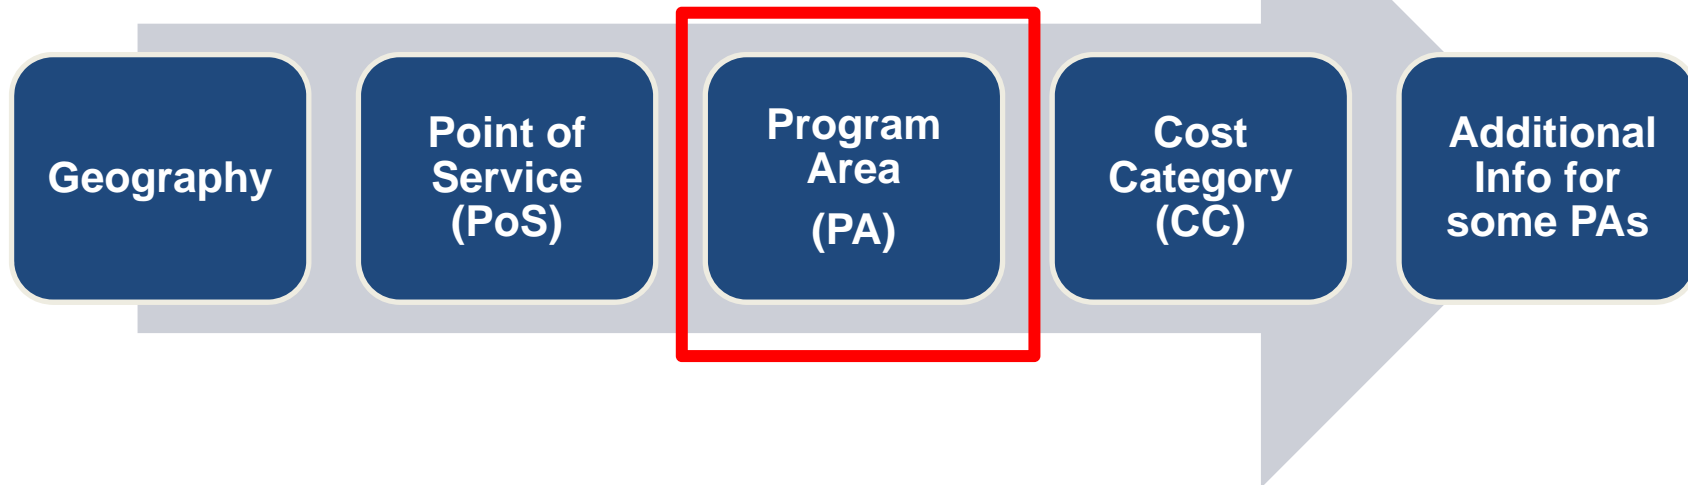 Geography
Point of
Service
(PoS)
Program
Area
(PA)
Cost
Category
(CC)
Additional
Info for
some PAs